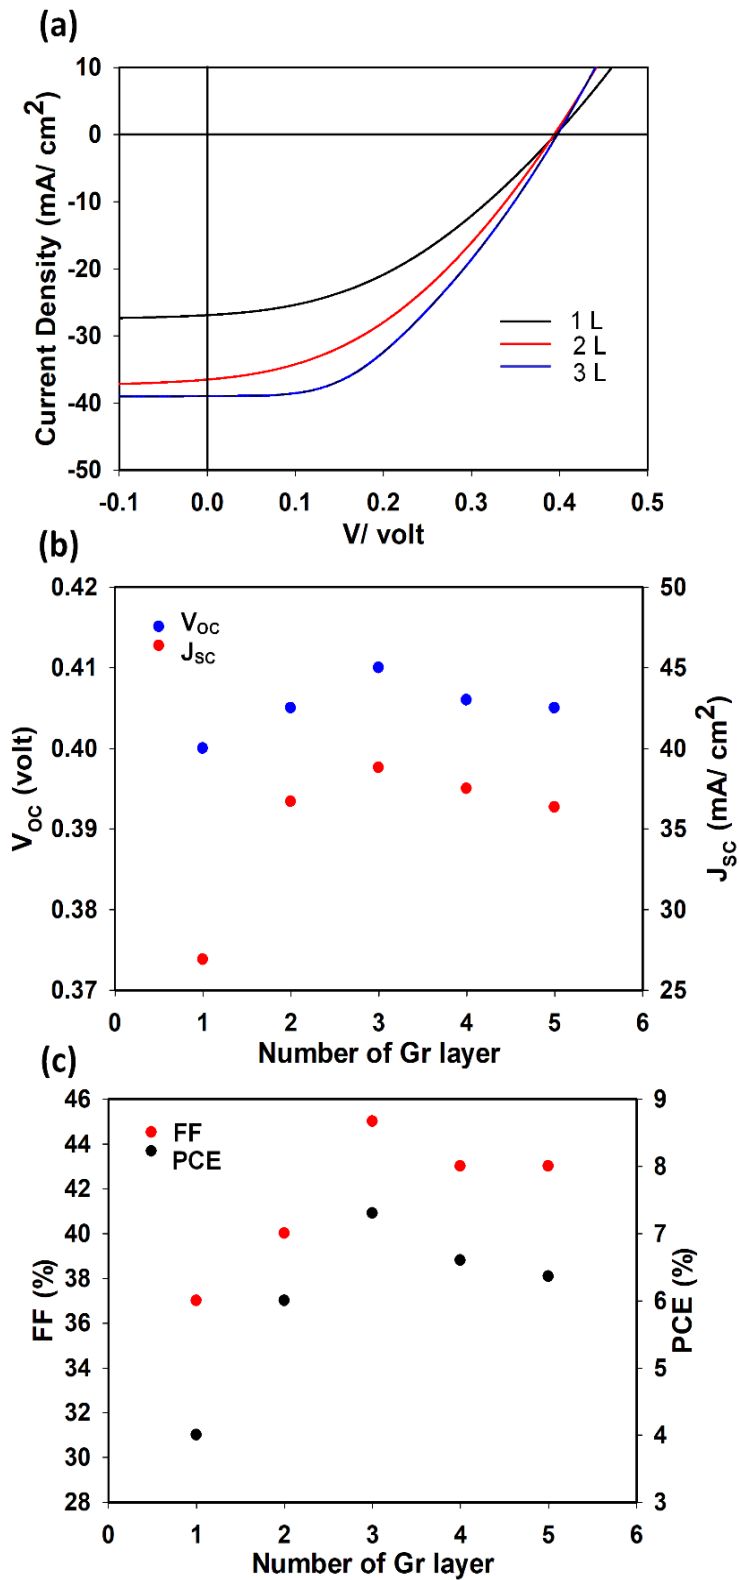 (a)
Current Density (mA/ cm2)
10
0
-10
-20
-30
-40
-50
1 L
2 L
3 L
-0.1 0.0 0.1 0.2 0.3 0.4 0.5
V/ volt
(b)
VOC (volt)
0.42
0.41
0.40
0.39
0.38
0.37
VOC
JSC
50
45
40
35
30
25
JSC (mA/ cm2)
0 1 2 3 4 5 6
Number of Gr layer
(c)
FF (%)
46
44
42
40
38
36
34
32
30
28
FF
PCE
9
8
7
6
5
4
3
PCE (%)
0 1 2 3 4 5 6
Number of Gr layer